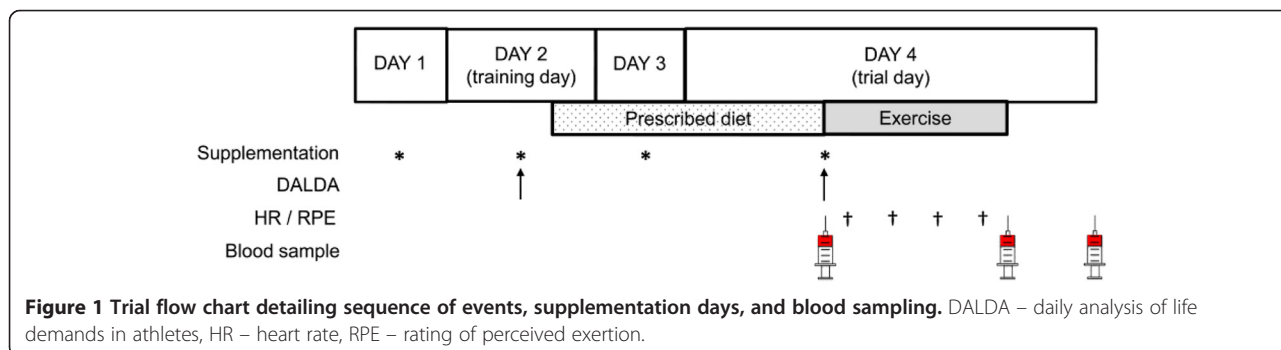 DAY 1
DAY 2
(training day)
DAY 3
DAY 4
(trial day)
Prescribed diet
Exercise
Supplementation * * * *
DALDA ↑ ↑
HR / RPE † † † †
Blood sample
Figure 1 Trial flow chart detailing sequence of events, supplementation days, and blood sampling. DALDA – daily analysis of life
demands in athletes, HR – heart rate, RPE – rating of perceived exertion.